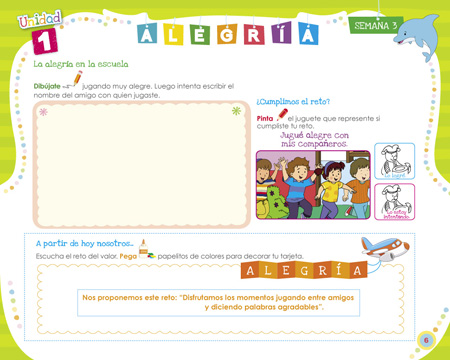 Unidad
1
ALEGRÍA
SEMANA 3
La alegría en la escuela
Dibújate jugando muy alegre. Luego intenta escribir el
nombre del amigo con quien jugaste.
¿Cumplimos el reto?
Pinta el juguete que represente si
cumpliste tu reto.
Jugué alegre con
mis compañeros.
Lo logré
Lo estoy
intentando
A partir de hoy nosotros...
Escucha el reto del valor. Pega papelitos de colores para decorar tu tarjeta.
ALEGRÍA
Nos proponemos este reto: "Disfrutamos los momentos jugando entre amigos
y diciendo palabras agradables".
6